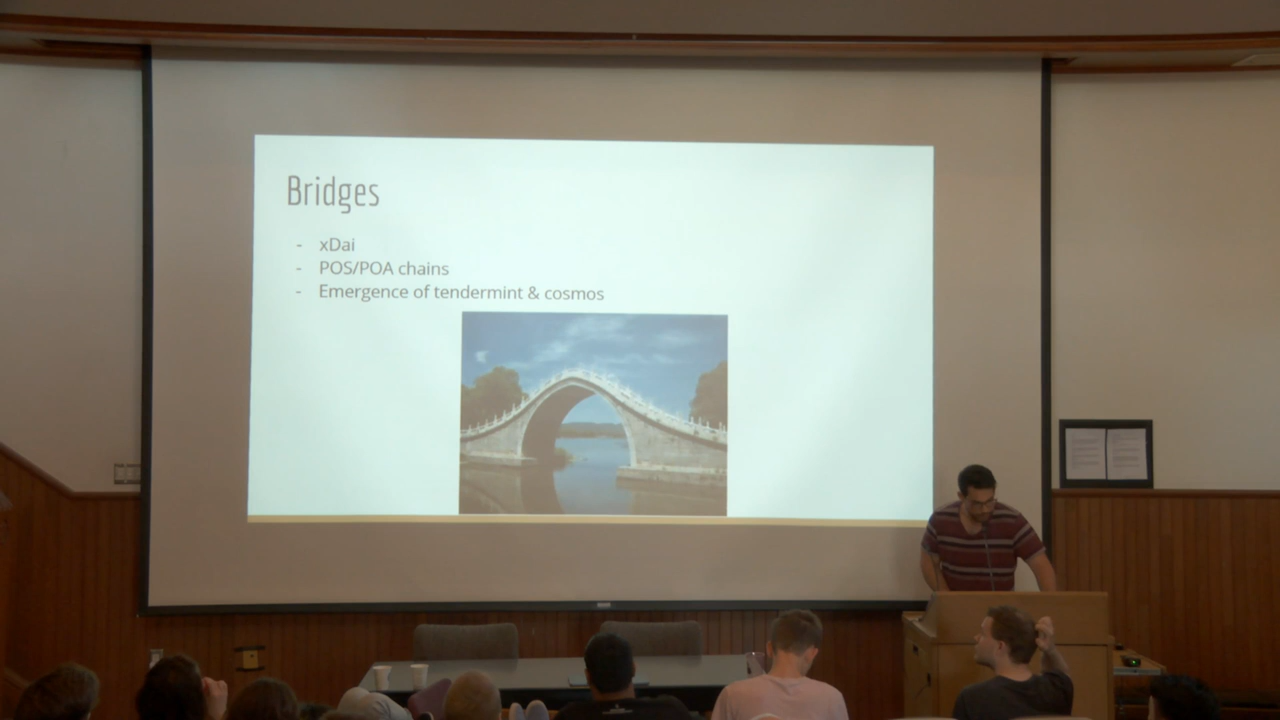 Bridges
- xDai
- POS/POA chains
- Emergence of tendermint & cosmos